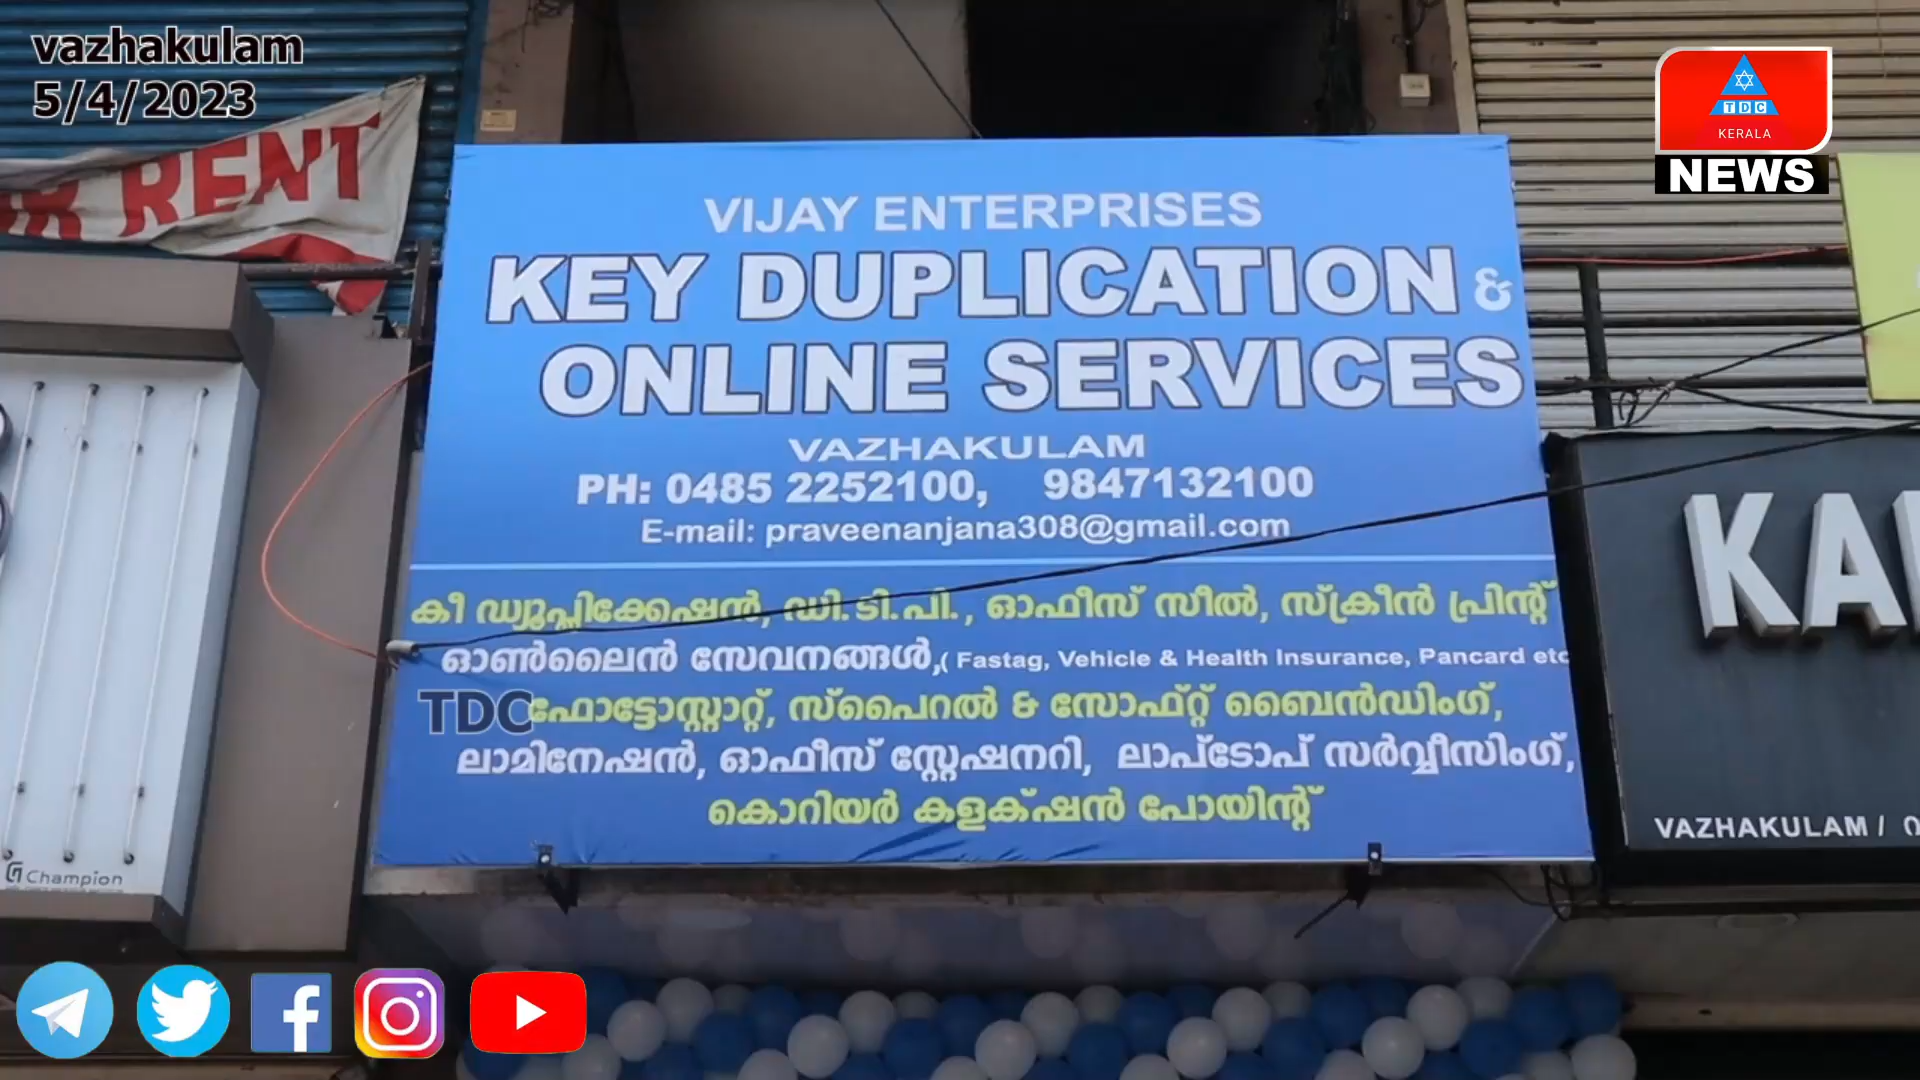 vazhakulam
5/4/2023
RENT
TDC
KERALA
NEWS
VIJAY ENTERPRISES
KEY DUPLICATION &
ONLINE SERVICES
VAZHAKULAM
PH: 0485 2252100, 9847132100
E-mail: praveenanjana308@gmail.com
കീ ഡ്യൂപ്ലിക്കേഷൻ, ഡി.ടി.പി., ഓഫീസ് സീൽ, സ്ക്രീൻ പ്രിന്റ്
ഓൺലൈൻ സേവനങ്ങൾ,( Fastag, Vehicle & Health Insurance, Pancard etc
TDC
ഫോട്ടോസ്റ്റാറ്റ്, സ്പൈറൽ & സോഫ്റ്റ് ബൈൻഡിംഗ്,
ലാമിനേഷൻ, ഓഫീസ് സ്റ്റേഷനറി, ലാപ്ടോപ് സർവ്വീസിംഗ്,
കൊറിയർ കളക്ഷൻ പോയിന്റ്
Champion
VAZHAKULAM /